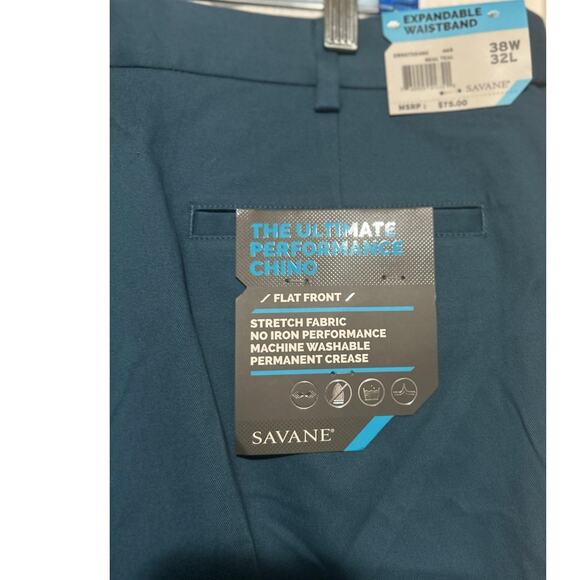 EXPANDABLE
WAISTBAND
38W
32L
SAVANE®
MSRP : $75.00
THE ULTIMATE
PERFORMANCE
CHINO
/ FLAT FRONT /
STRETCH FABRIC
NO IRON PERFORMANCE
MACHINE WASHABLE
PERMANENT CREASE
SAVANE®